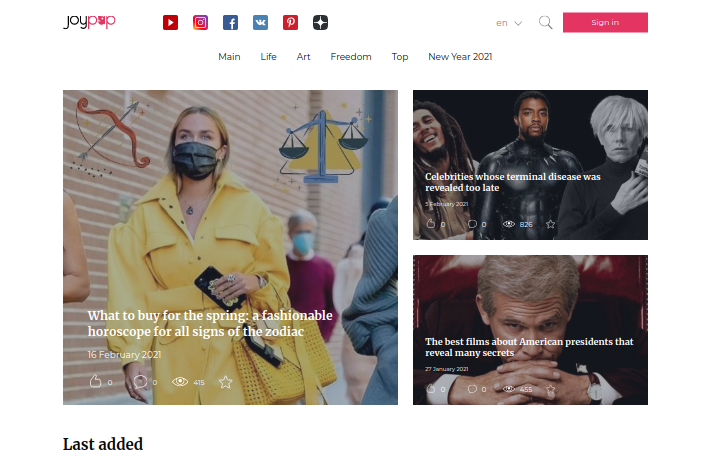 joypop
en
Sign in
Main
Life
Art
Freedom
Top
New Year 2021
What to buy for the spring: a fashionable
horoscope for all signs of the zodiac
16 February 2021
0
0
415
Celebrities whose terminal disease was
revealed too late
5 February 2021
0
0
826
The best films about American presidents that
reveal many secrets
27 January 2021
0
0
455
Last added